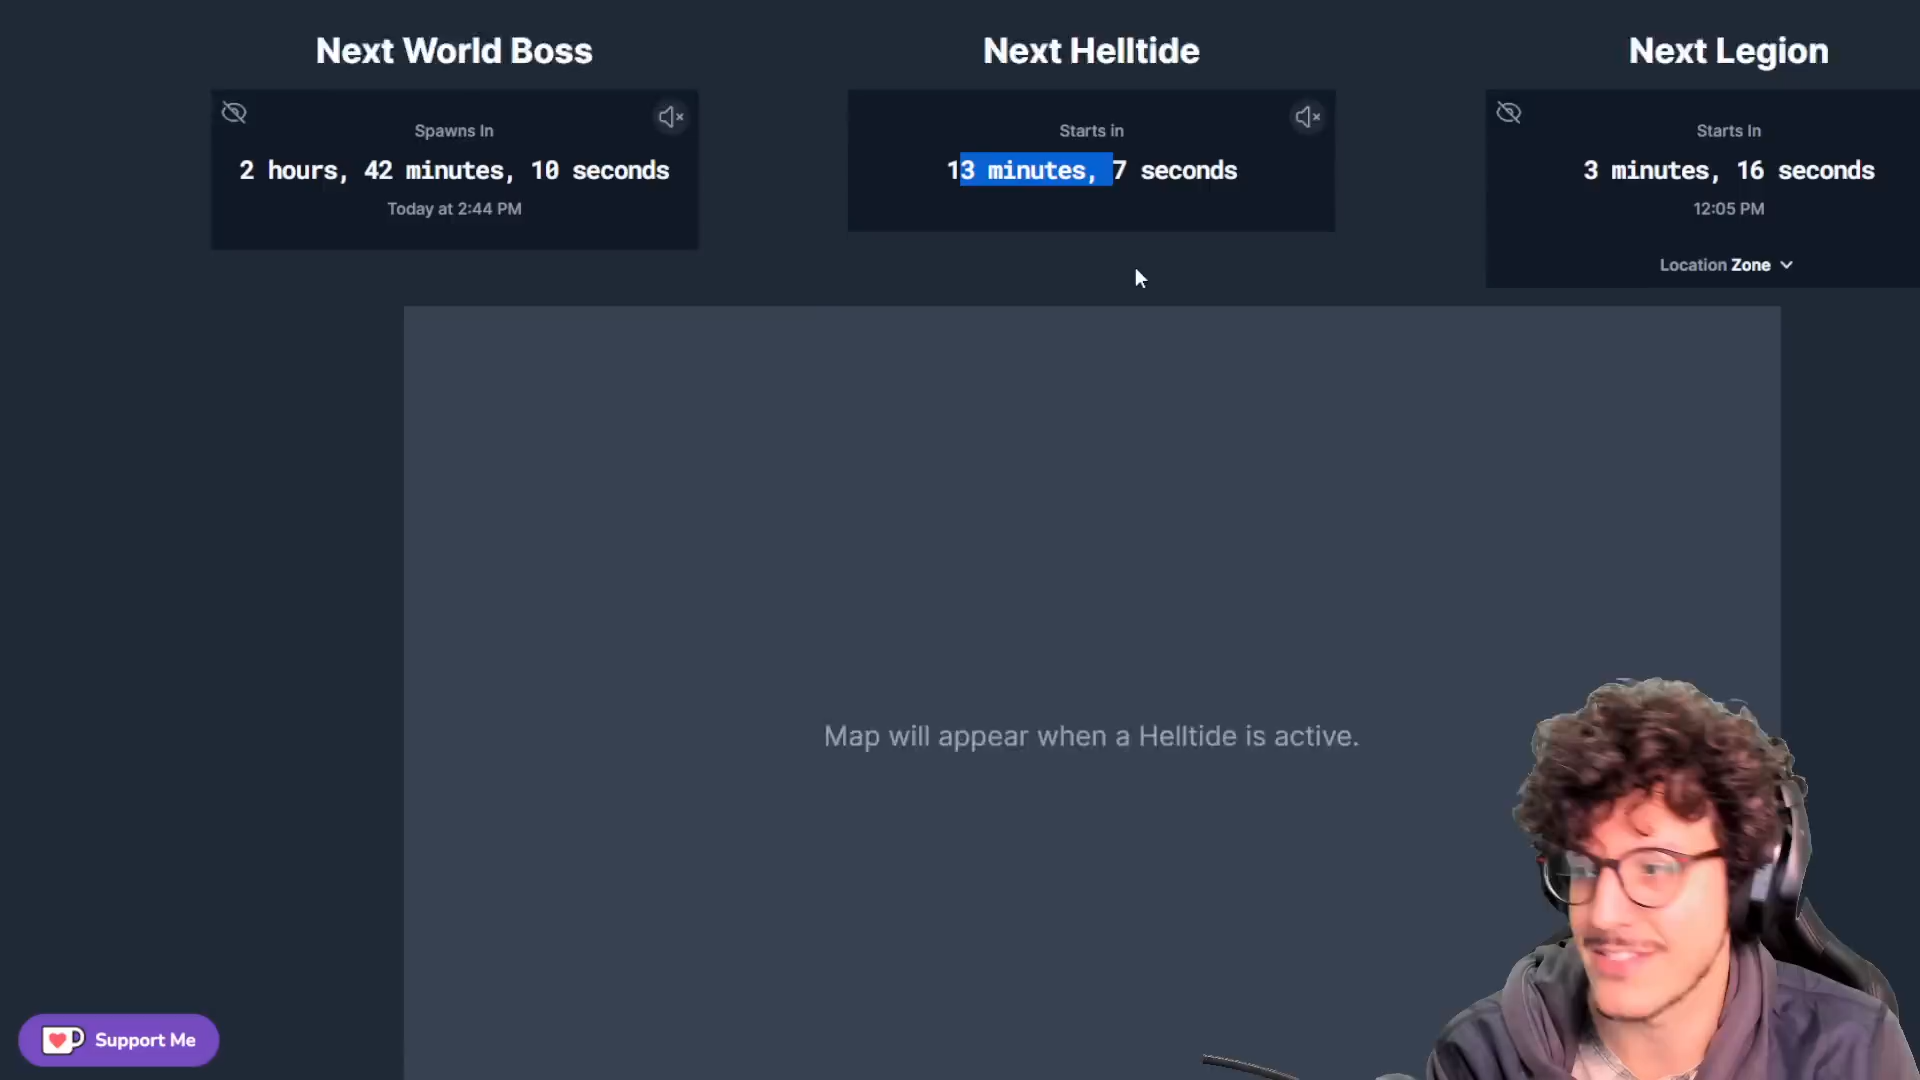 Next World Boss
Spawns In
2 hours, 42 minutes, 10 seconds
Today at 2:44 PM
Next Helltide
Starts in
13 minutes, 7 seconds
Next Legion
Starts In
3 minutes, 16 seconds
12:05 PM
Location Zone
Map will appear when a Helltide is active.
Support Me